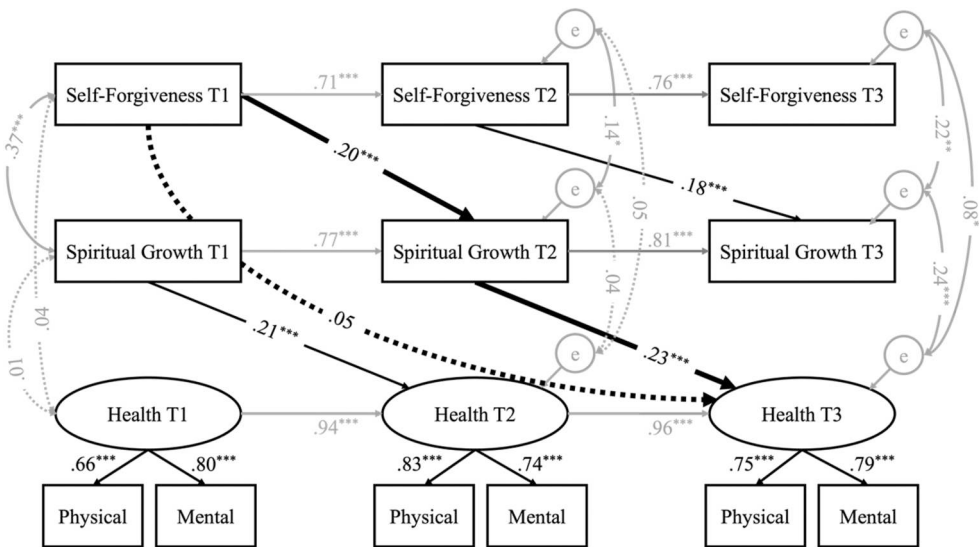 e
e
Self-Forgiveness T1
.71***
Self-Forgiveness T2
.76***
Self-Forgiveness T3
.37***
.20***
.14*
.22**
.18***
e
e
.05
.08*
Spiritual Growth T1
.77***
Spiritual Growth T2
.81***
Spiritual Growth T3
.04
.04
.24***
.05
.21***
.23***
.01
e
e
Health T1
.94***
Health T2
.96***
Health T3
.66***
.80***
.83***
.74***
.75***
.79***
Physical
Mental
Physical
Mental
Physical
Mental